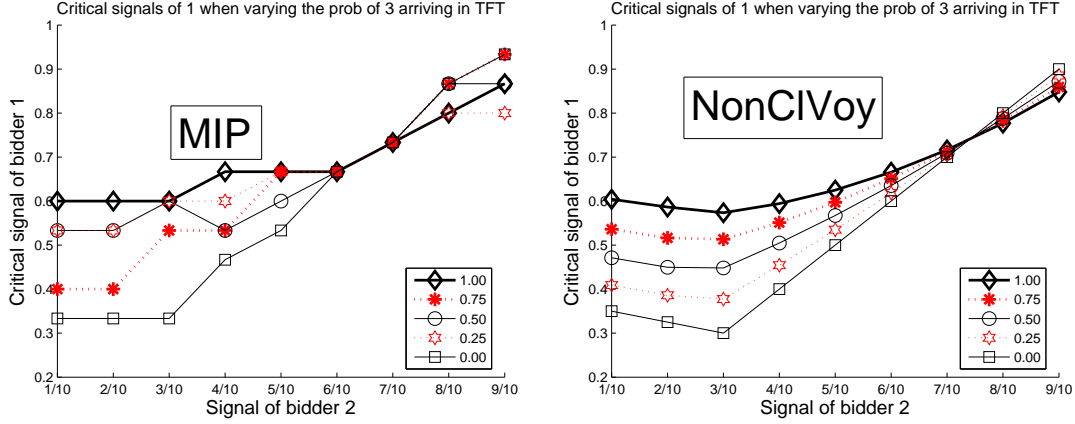 Critical signals of 1 when varying the prob of 3 arriving in TFT
1
0.9
0.8
0.7
0.6
0.5
0.4
0.3
0.2
Critical signal of bidder 1
MIP
1.00
0.75
0.50
0.25
0.00
1/10 2/10 3/10 4/10 5/10 6/10 7/10 8/10 9/10
Signal of bidder 2
Critical signals of 1 when varying the prob of 3 arriving in TFT
1
0.9
0.8
0.7
0.6
0.5
0.4
0.3
0.2
Critical signal of bidder 1
NonClVoy
1.00
0.75
0.50
0.25
0.00
1/10 2/10 3/10 4/10 5/10 6/10 7/10 8/10 9/10
Signal of bidder 2